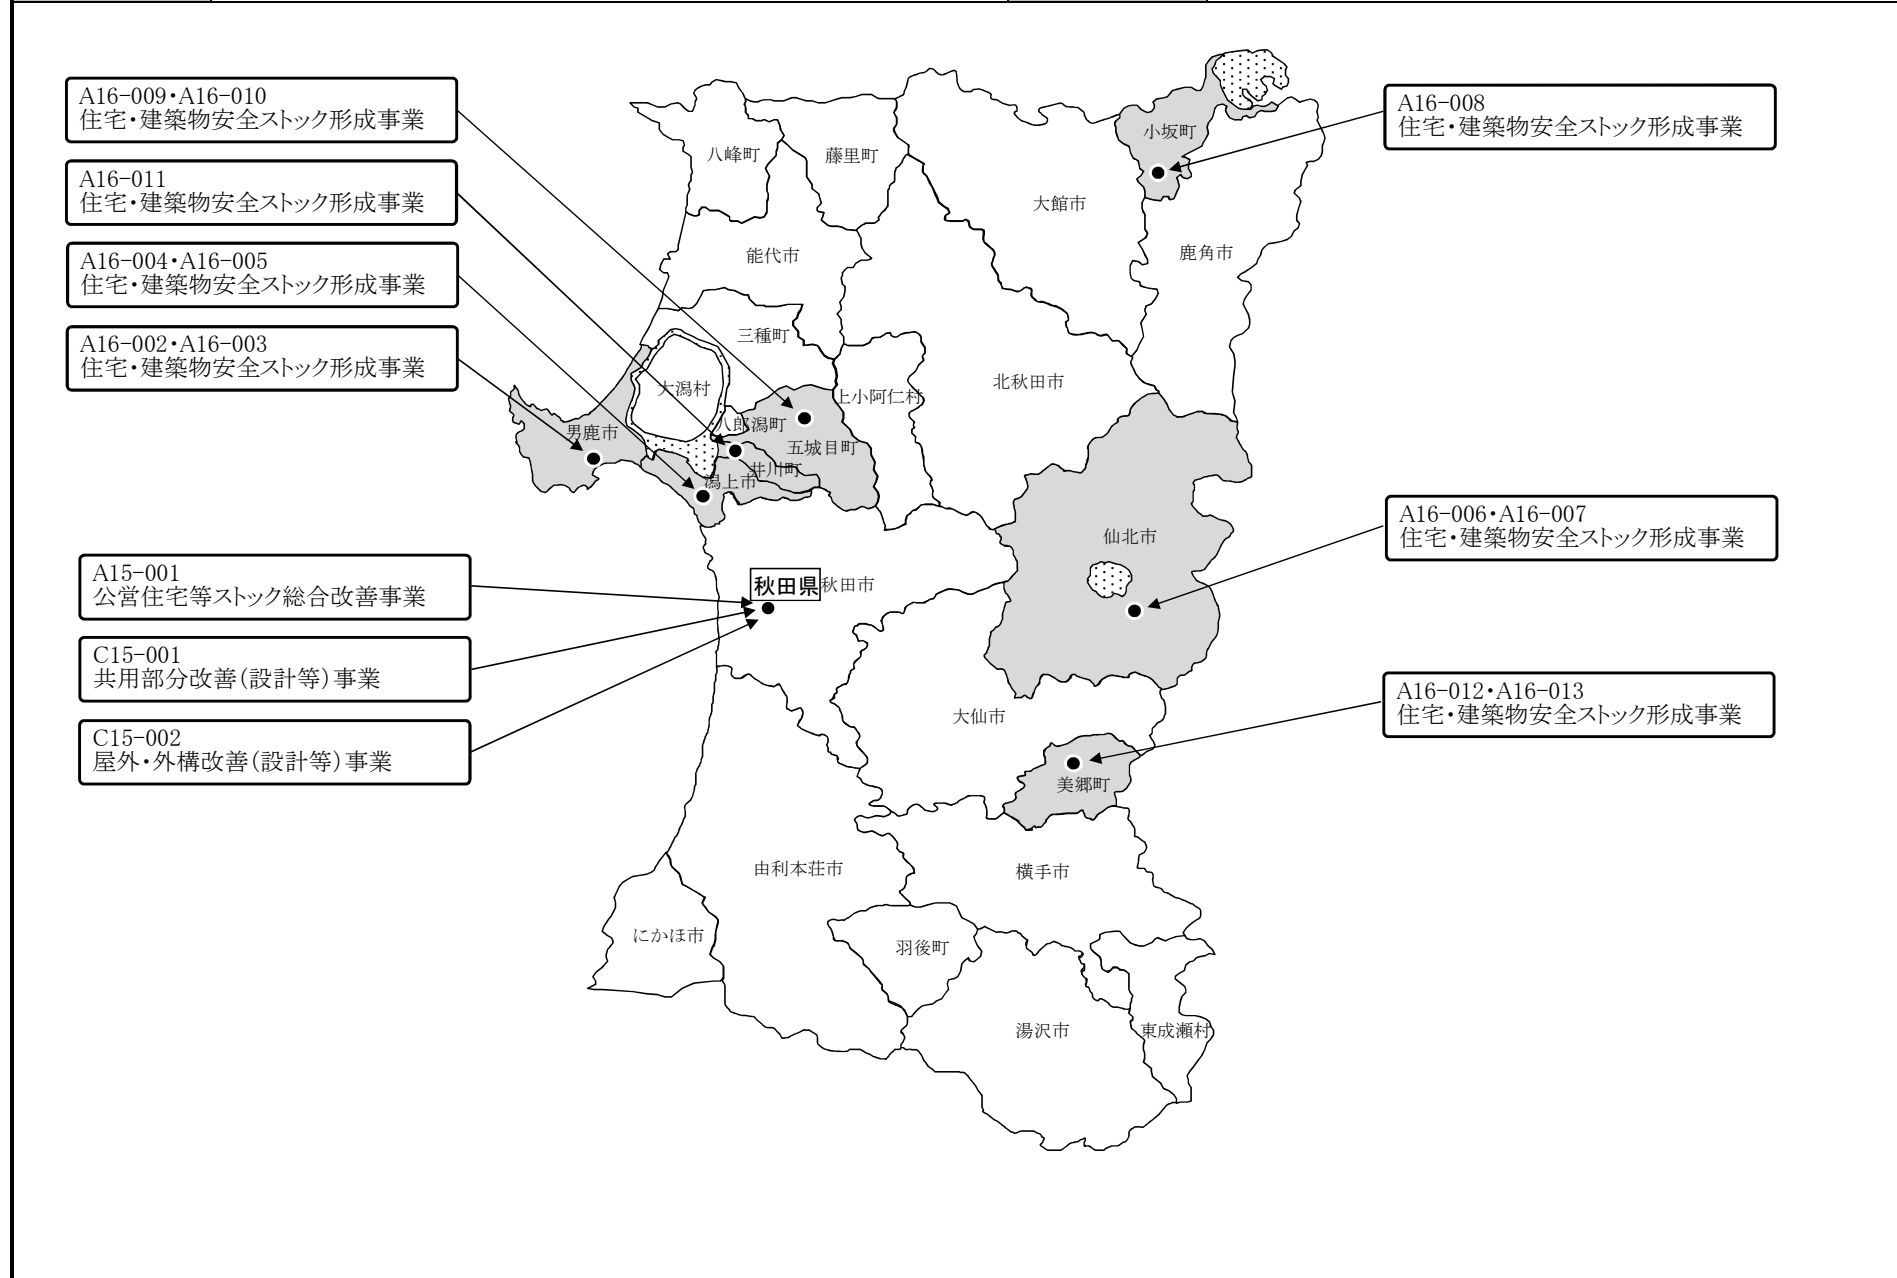 A16-009・A16-010
住宅・建築物安全ストック形成事業
A16-011
住宅・建築物安全ストック形成事業
A16-004・A16-005
住宅・建築物安全ストック形成事業
A16-002・A16-003
住宅・建築物安全ストック形成事業
A15-001
公営住宅等ストック総合改善事業
C15-001
共用部分改善(設計等)事業
C15-002
屋外・外構改善(設計等)事業
A16-008
住宅・建築物安全ストック形成事業
A16-006・A16-007
住宅・建築物安全ストック形成事業
A16-012・A16-013
住宅・建築物安全ストック形成事業
小坂町
八峰町
藤里町
大館市
鹿角市
能代市
三種町
大潟村
北秋田市
上小阿仁村
八郎潟町
男鹿市
五城目町
井川町
潟上市
仙北市
秋田県
秋田市
大仙市
美郷町
由利本荘市
横手市
にかほ市
羽後町
湯沢市
東成瀬村